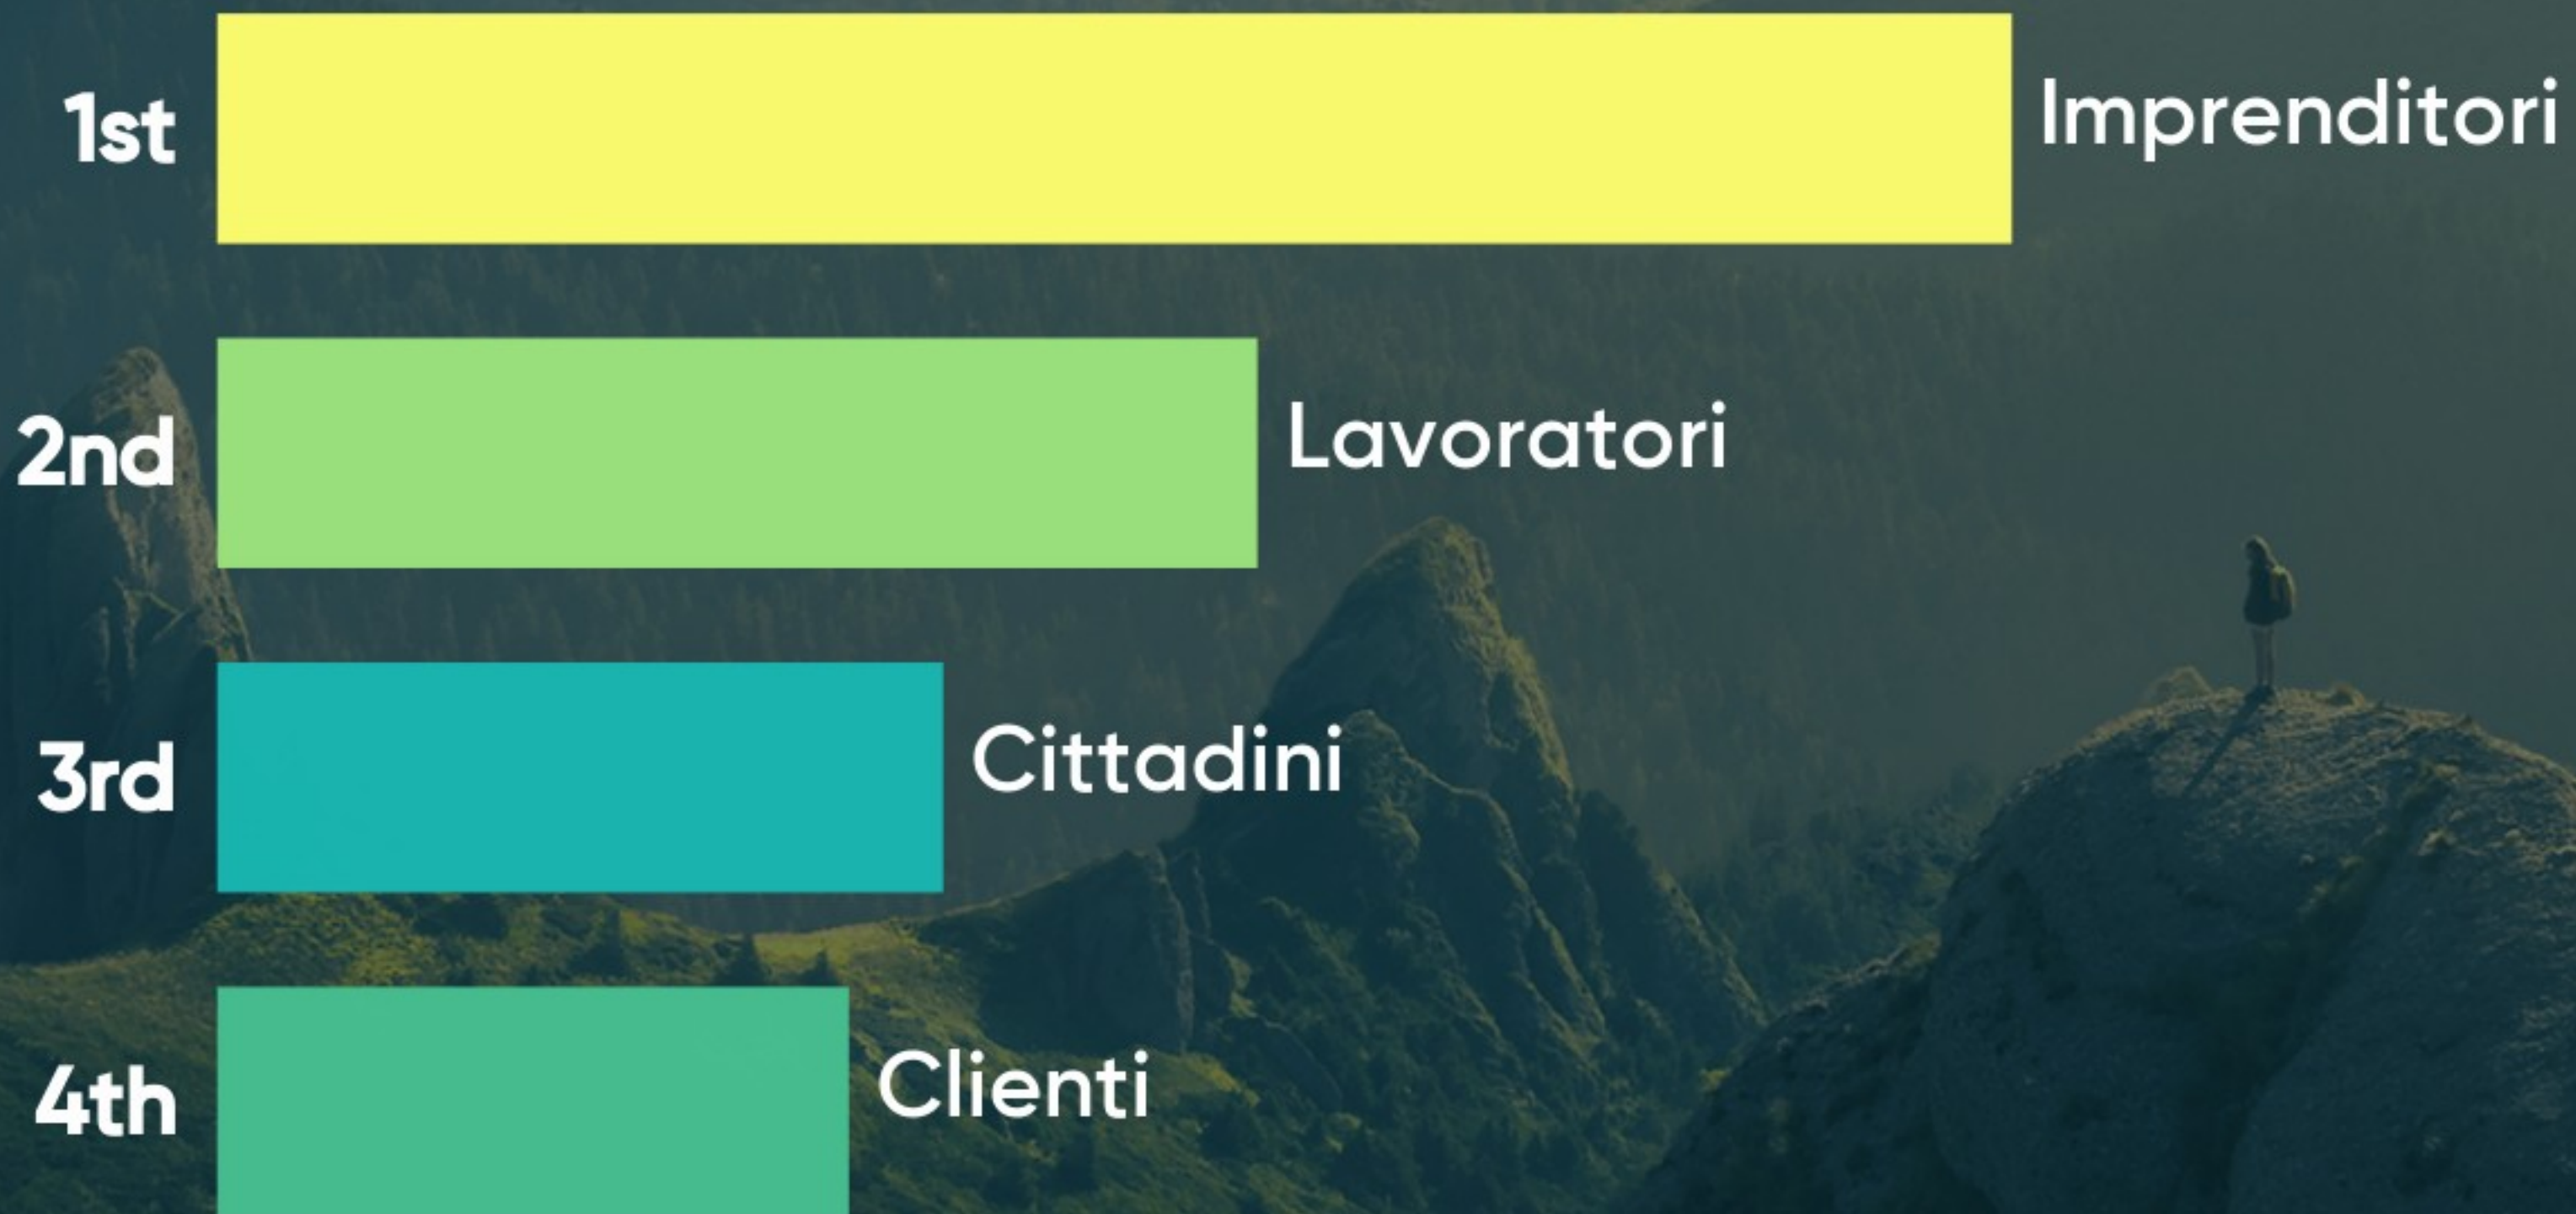 1st
Imprenditori
2nd
Lavoratori
3rd
Cittadini
4th
Clienti